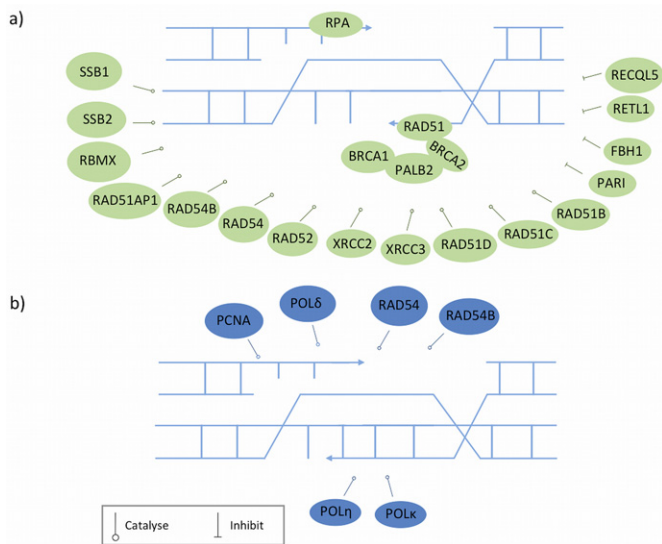 a)
RPA
SSB1
SSB2
RBMX
RAD51AP1
RAD54B
RAD54
RAD52
XRCC2
XRCC3
RAD51D
RAD51C
RAD51B
PARI
FBH1
RETL1
RECQL5
RAD51
BRCA1
PALB2
BRCA2
b)
PCNA
POLδ
RAD54
RAD54B
POLη
POLκ
Catalyse
Inhibit